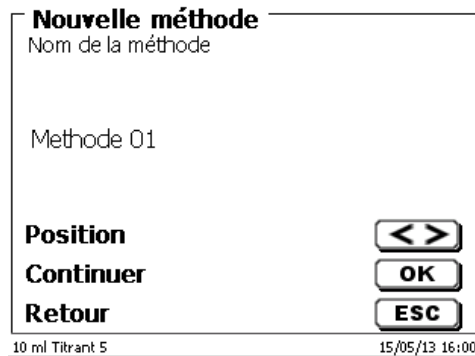 Nouvelle méthode
Nom de la méthode
Methode 01
Position < >
Continuer OK
Retour ESC
10 ml Titrant 5 15/05/13 16:00